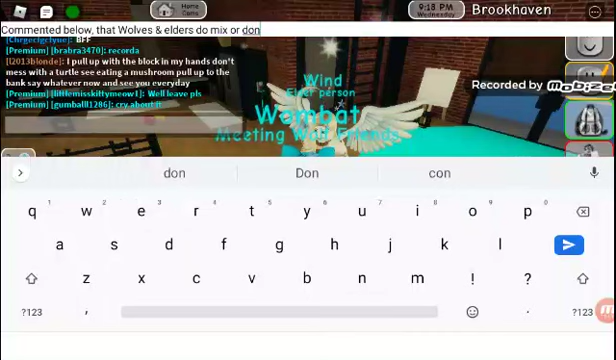 Home
Cams
9:18 PM
Wednesday
Brookhaven
Commented below, that Wolves & elders do mix or don
BFF
[Premium] brabra3470]: recorda
[l2013blonde]: I pull up with the block in my hands don't
mess with a turtle see eating a mushroom pull up to the
bank say whatever now and see you everyday
[Premium] [littlemisskittymeow1]: Well leave pls
[Premium] [gumball1286]: cry about it
Wind
Elder person
Wombat
Meeting Wolf Friends
Recorded by
don Don con
1 2 3 4 5 6 7 8 9 0
q w e r t y u i o p
a s d f g h j k l
z x c v b n m ! ?
?123 , . ?123